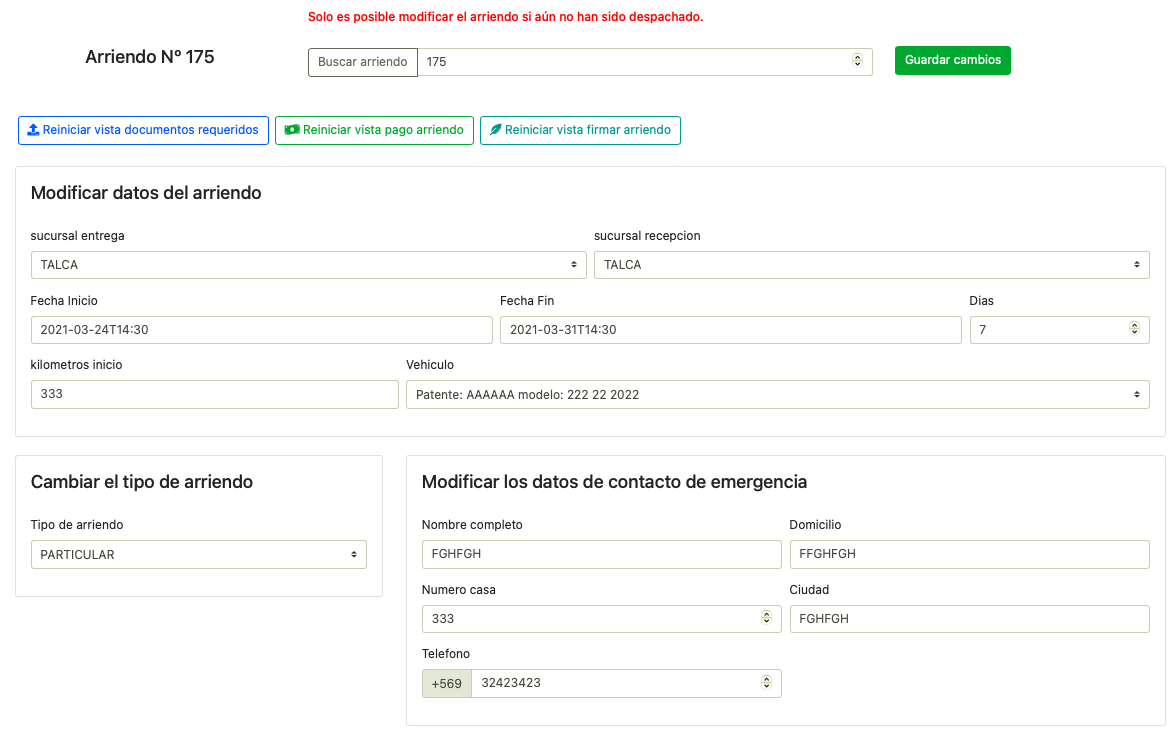 Solo es posible modificar el arriendo si aún no han sido despachado.
Arriendo Nº 175
Buscar arriendo 175
Guardar cambios
Reiniciar vista documentos requeridos
Reiniciar vista pago arriendo
Reiniciar vista firmar arriendo
Modificar datos del arriendo
sucursal entrega
sucursal recepcion
TALCA
TALCA
Fecha Inicio
Fecha Fin
Dias
2021-03-24T14:30
2021-03-31T14:30
7
kilometros inicio
Vehiculo
333
Patente: AAAAAA modelo: 222 22 2022
Cambiar el tipo de arriendo
Tipo de arriendo
PARTICULAR
Modificar los datos de contacto de emergencia
Nombre completo
Domicilio
FGHFGH
FFGHFGH
Numero casa
Ciudad
333
FGHFGH
Telefono
+569 32423423